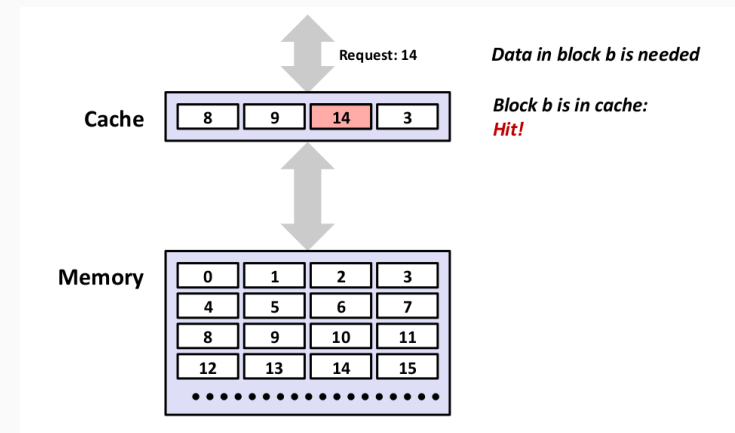 Request: 14
Data in block b is needed
Cache
8 9 14 3
Block b is in cache:
Hit!
Memory
0 1 2 3
4 5 6 7
8 9 10 11
12 13 14 15